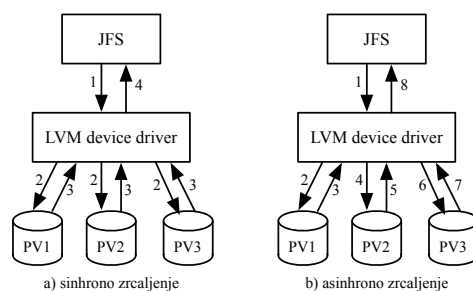 JFS
1
4
LVM device driver
2
3
2
3
2
3
PV1
PV2
PV3
a) sinhrono zrcaljenje
JFS
1
8
LVM device driver
2
3
4
5
6
7
PV1
PV2
PV3
b) asinhrono zrcaljenje